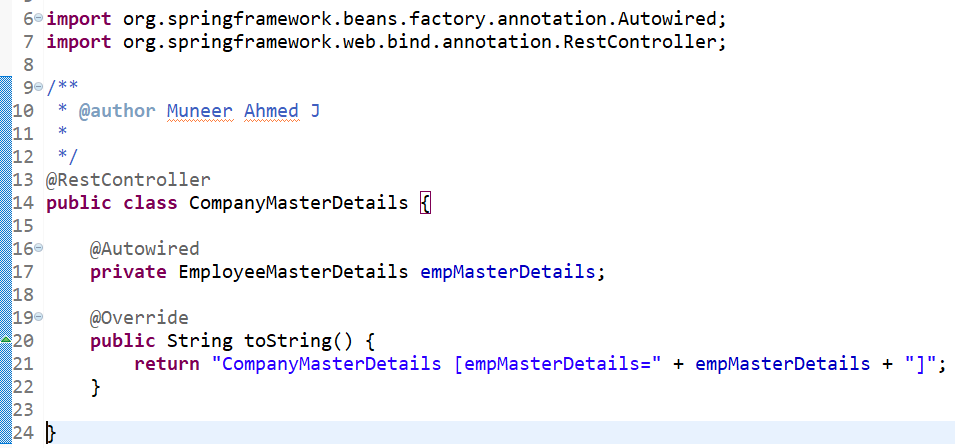 6 import org.springframework.beans.factory.annotation.Autowired;
7 import org.springframework.web.bind.annotation.RestController;
8
9 /**
10  * @author Muneer Ahmed J
11  *
12  */
13 @RestController
14 public class CompanyMasterDetails {
15
16     @Autowired
17     private EmployeeMasterDetails empMasterDetails;
18
19     @Override
20     public String toString() {
21         return "CompanyMasterDetails [empMasterDetails=" + empMasterDetails + "]";
22     }
23
24 }